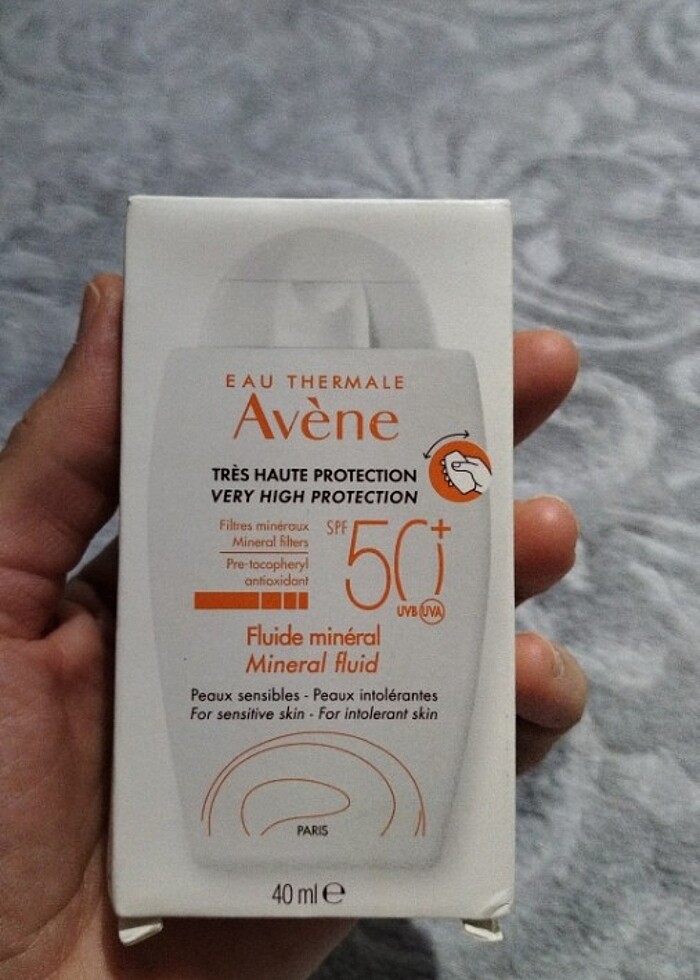 EAU THERMALE
Avène
TRÈS HAUTE PROTECTION
VERY HIGH PROTECTION
Filtres minéraux
Mineral filters
Pre-tocopheryl
antioxidant
SPF 50+
UVB UVA
Fluide minéral
Mineral fluid
Peaux sensibles - Peaux intolérantes
For sensitive skin - For intolerant skin
PARIS
40 ml e